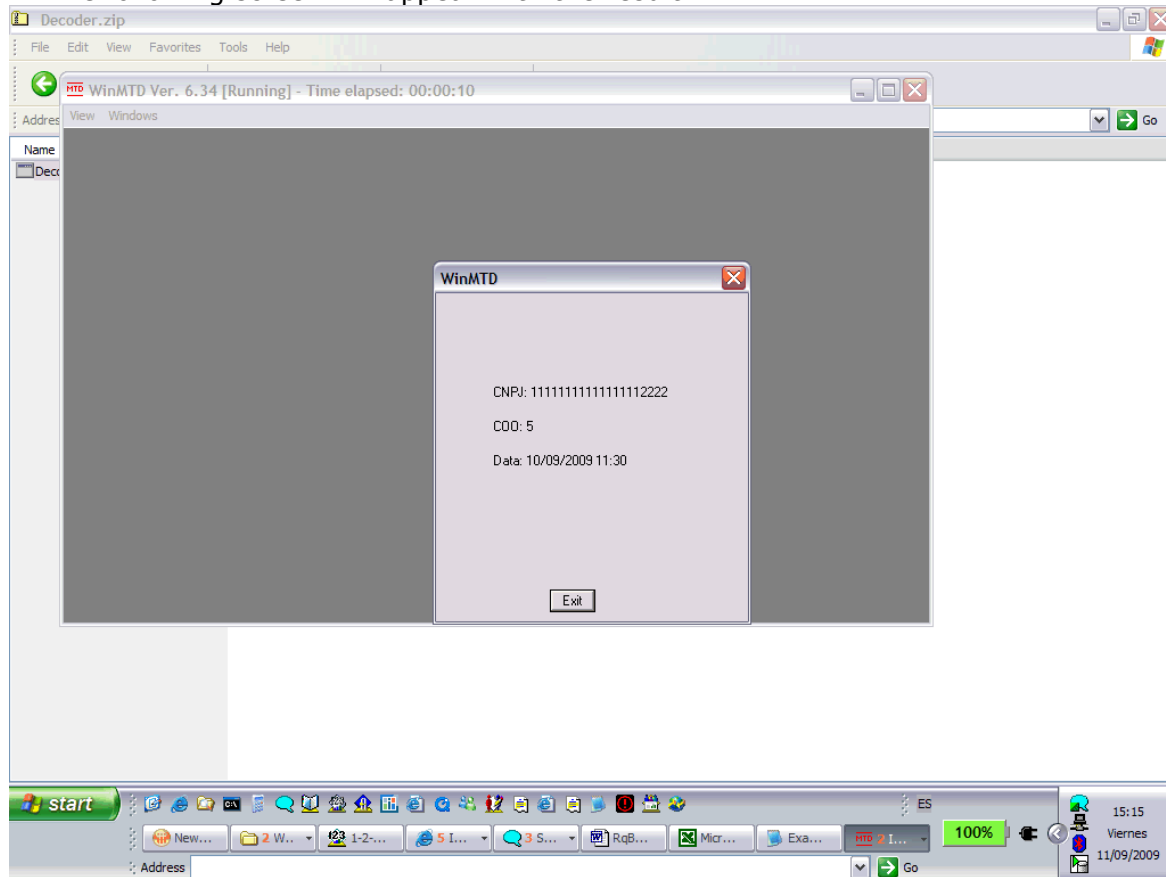 Decoder.zip
File Edit View Favorites Tools Help
MTD WinMTD Ver. 6.34 [Running] - Time elapsed: 00:00:10
View Windows
Addres
Go
Name
Deco
WinMTD
CNPJ: 11111111111111112222
COO: 5
Data: 10/09/2009 11:30
Exit
start
ES
15:15
New... 2 W... 1-2-... 5 I... 3 S... RqB... Micr... Exa... MTD 2 I... 100% Viernes
11/09/2009
Address Go